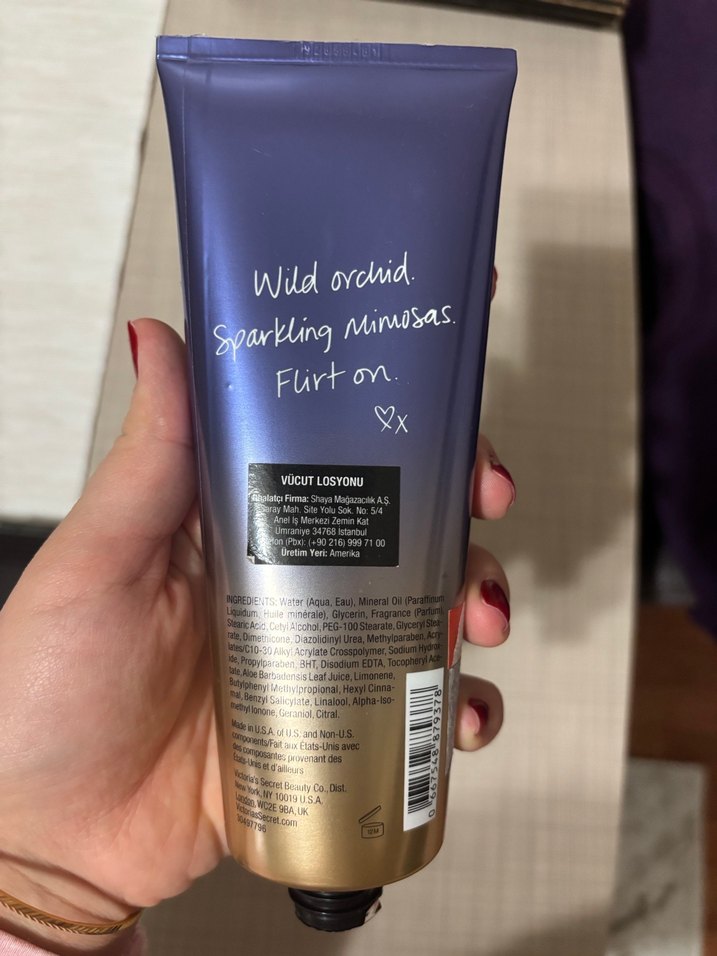 Wild orchid.
Sparkling Mimosas.
Flirt on.
♡x
VÜCUT LOSYONU
Firma: Shaya Mağazacılık A.Ş.
Mah. Site Yolu Sok. No: 5/4
Anel İş Merkezi Zemin Kat
Ümraniye 34768 İstanbul
(Pbx): (+90 216) 999 71 00
Üretim Yeri: Amerika
INGREDIENTS: Water (Aqua, Eau), Mineral Oil (Paraffinum
Liquidum, Huile minérale), Glycerin, Fragrance (Parfum),
Stearic Acid, Cetyl Alcohol, PEG-100 Stearate, Glyceryl Stea-
rate, Dimethicone, Diazolidinyl Urea, Methylparaben, Acry-
lates/C10-30 Alkyl Acrylate Crosspolymer, Sodium Hydrox-
ide, Propylparaben, BHT, Disodium EDTA, Tocopheryl Ace-
tate, Aloe Barbadensis Leaf Juice, Limonene,
Butylphenyl Methylpropional, Hexyl Cinna-
mal, Benzyl Salicylate, Linalool, Alpha-Iso-
methyl Ionone, Geraniol, Citral.
Made in U.S.A. of U.S. and Non-U.S.
components/Fait aux États-Unis avec
des composantes provenant des
États-Unis et d'ailleurs
Victoria's Secret Beauty Co., Dist.
New York, NY 10019 U.S.A.
London, WC2E 9BA, UK
VictoriasSecret.com
00497796
12M
0 667548 879378